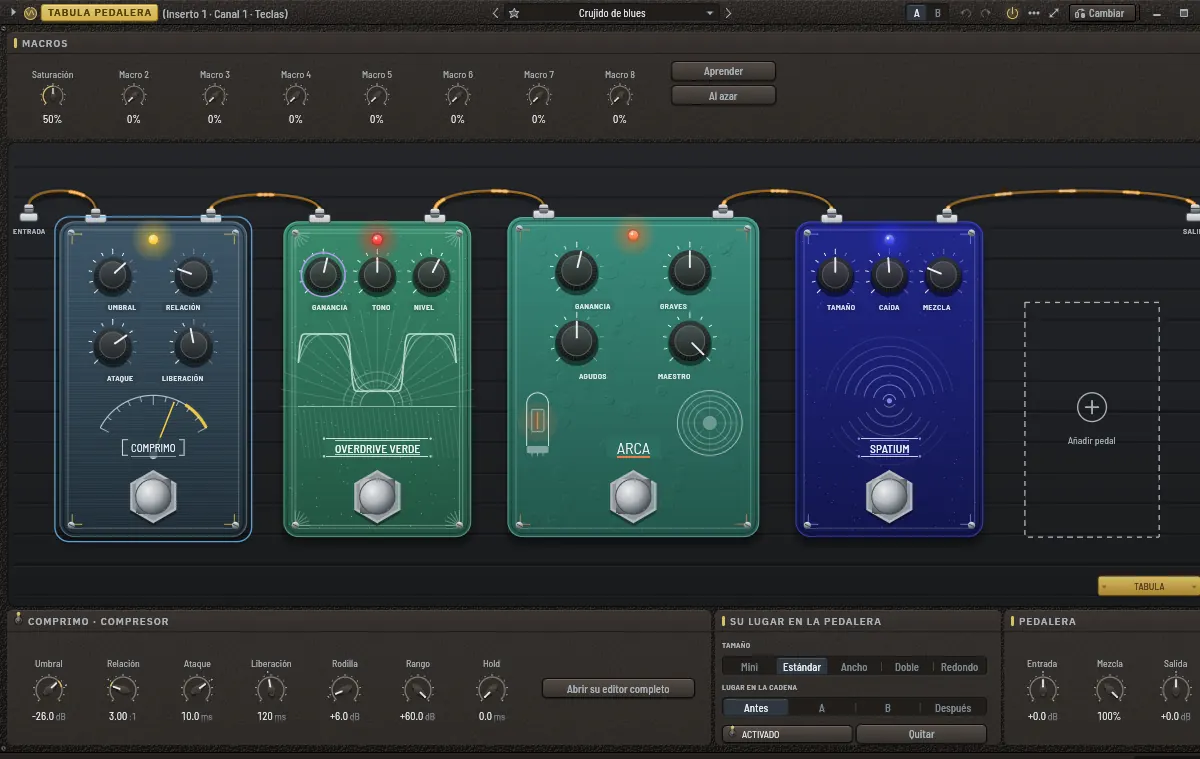 TABULA PEDALERA (Inserto 1 · Canal 1 · Teclas) Crujido de blues A B Cambiar
MACROS
Saturación Macro 2 Macro 3 Macro 4 Macro 5 Macro 6 Macro 7 Macro 8
50% 0% 0% 0% 0% 0% 0% 0%
Aprender
Al azar
ENTRADA
UMBRAL RELACIÓN
ATAQUE LIBERACIÓN
COMPRIMO
GANANCIA TONO NIVEL
OVERDRIVE VERDE
GANANCIA GRAVES
AGUDOS MAESTRO
ARCA
TAMAÑO CAÍDA MEZCLA
SPATIUM
Añadir pedal
SALI
TABULA
COMPRIMO · COMPRESOR
Umbral Relación Ataque Liberación Rodilla Rango Hold
-26.0 dB 3.00 :1 10.0 ms 120 ms +6.0 dB +60.0 dB 0.0 ms
Abrir su editor completo
SU LUGAR EN LA PEDALERA
TAMAÑO
Mini Estándar Ancho Doble Redondo
LUGAR EN LA CADENA
Antes A B Después
ACTIVADO Quitar
PEDALERA
Entrada Mezcla Salida
+0.0 dB 100% +0.0 dB